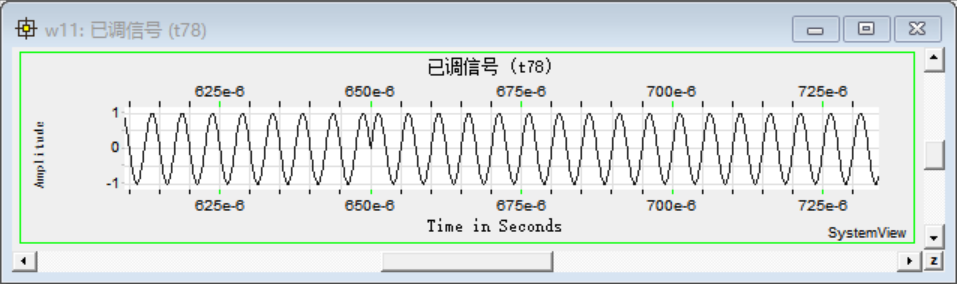 w11: 已调信号 (t78)
已调信号 (t78)
625e-6 650e-6 675e-6 700e-6 725e-6
Amplitude
1
0
-1
625e-6 650e-6 675e-6 700e-6 725e-6
Time in Seconds
SystemView
z